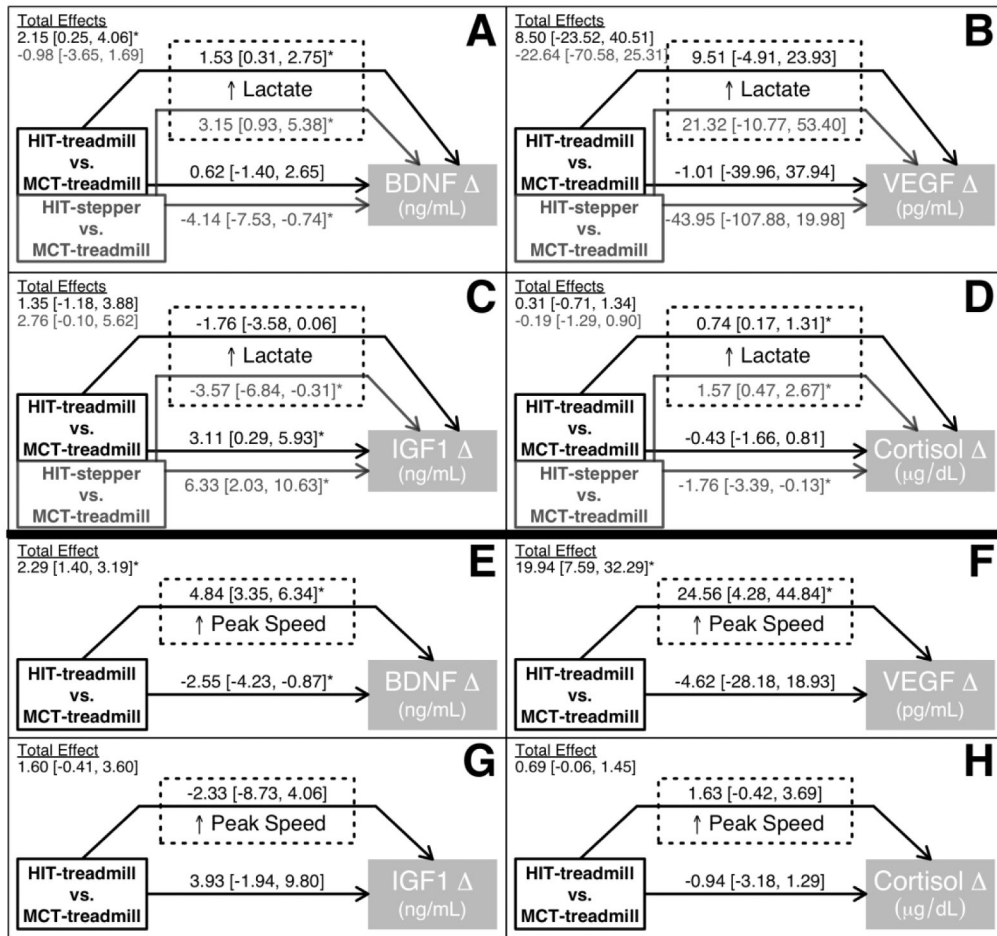 Total Effects
2.15 [0.25, 4.06]*
-0.98 [-3.65, 1.69]
A
1.53 [0.31, 2.75]*
↑ Lactate
3.15 [0.93, 5.38]*
HIT-treadmill
vs.
MCT-treadmill
0.62 [-1.40, 2.65]
BDNF Δ
(ng/mL)
HIT-stepper
vs.
MCT-treadmill
-4.14 [-7.53, -0.74]*
Total Effects
8.50 [-23.52, 40.51]
-22.64 [-70.58, 25.31]
B
9.51 [-4.91, 23.93]
↑ Lactate
21.32 [-10.77, 53.40]
HIT-treadmill
vs.
MCT-treadmill
-1.01 [-39.96, 37.94]
VEGF Δ
(pg/mL)
HIT-stepper
vs.
MCT-treadmill
-43.95 [-107.88, 19.98]
Total Effects
1.35 [-1.18, 3.88]
2.76 [-0.10, 5.62]
C
-1.76 [-3.58, 0.06]
↑ Lactate
-3.57 [-6.84, -0.31]*
HIT-treadmill
vs.
MCT-treadmill
3.11 [0.29, 5.93]*
IGF1 Δ
(ng/mL)
HIT-stepper
vs.
MCT-treadmill
6.33 [2.03, 10.63]*
Total Effects
0.31 [-0.71, 1.34]
-0.19 [-1.29, 0.90]
D
0.74 [0.17, 1.31]*
↑ Lactate
1.57 [0.47, 2.67]*
HIT-treadmill
vs.
MCT-treadmill
-0.43 [-1.66, 0.81]
Cortisol Δ
(μg/dL)
HIT-stepper
vs.
MCT-treadmill
-1.76 [-3.39, -0.13]*
Total Effect
2.29 [1.40, 3.19]*
E
4.84 [3.35, 6.34]*
↑ Peak Speed
HIT-treadmill
vs.
MCT-treadmill
-2.55 [-4.23, -0.87]*
BDNF Δ
(ng/mL)
Total Effect
19.94 [7.59, 32.29]*
F
24.56 [4.28, 44.84]*
↑ Peak Speed
HIT-treadmill
vs.
MCT-treadmill
-4.62 [-28.18, 18.93]
VEGF Δ
(pg/mL)
Total Effect
1.60 [-0.41, 3.60]
G
-2.33 [-8.73, 4.06]
↑ Peak Speed
HIT-treadmill
vs.
MCT-treadmill
3.93 [-1.94, 9.80]
IGF1 Δ
(ng/mL)
Total Effect
0.69 [-0.06, 1.45]
H
1.63 [-0.42, 3.69]
↑ Peak Speed
HIT-treadmill
vs.
MCT-treadmill
-0.94 [-3.18, 1.29]
Cortisol Δ
(μg/dL)